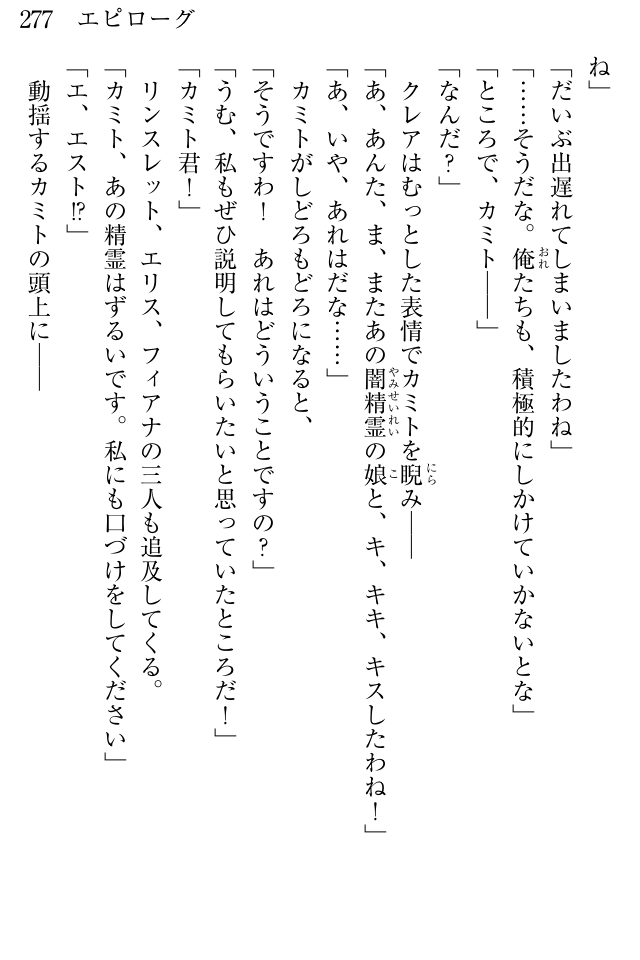 277 エピローグ
ね」
「だいぶ出遅れてしまいましたわね」
「……そうだな。俺たちも、積極的にしかけていかないとな」
「ところで、カミト――」
「なんだ？」
クレアはむっとした表情でカミトを睨み――
「あ、あんた、ま、またあの闇精霊の娘と、キ、キキ、キスしたわね！」
「あ、いや、あれはだな……」
カミトがしどろもどろになると、
「そうですわ！　あれはどういうことですの？」
「うむ、私もぜひ説明してもらいたいと思っていたところだ！」
「カミト君！」
リンスレット、エリス、フィアナの三人も追及してくる。
「カミト、あの精霊はずるいです。私にも口づけをしてください」
「エ、エスト⁉」
動揺するカミトの頭上に――